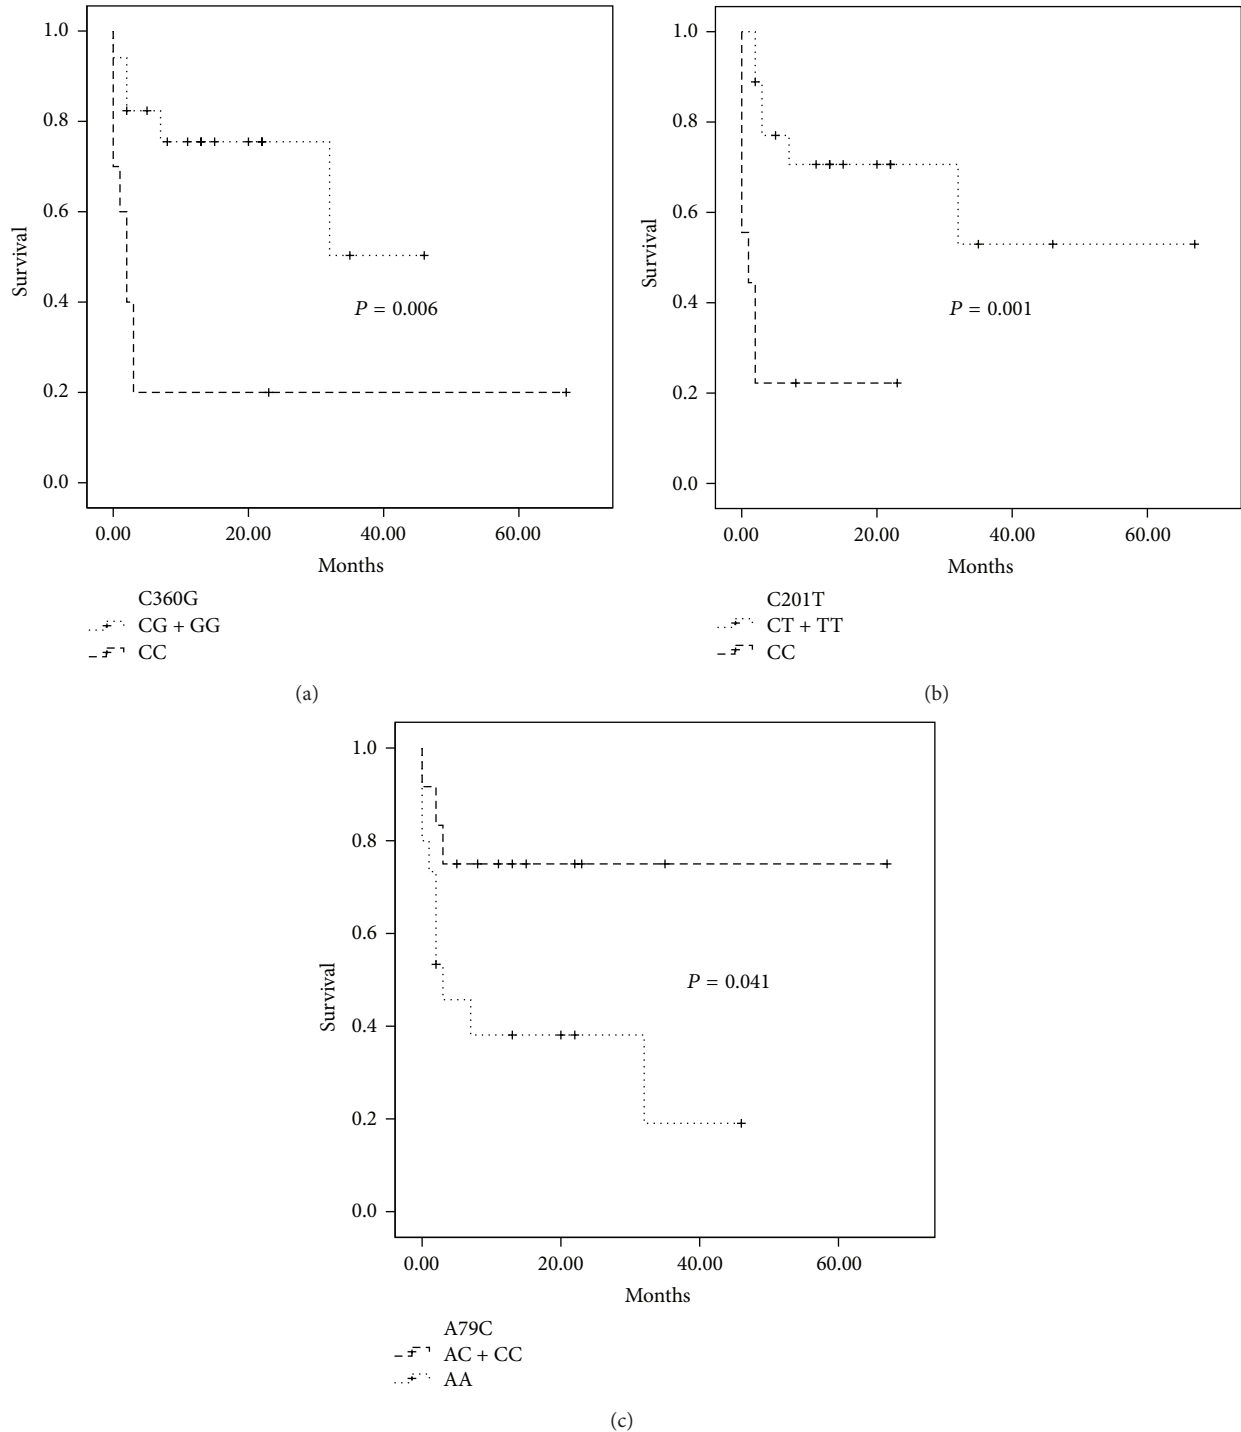 1.0
0.8
0.6
0.4
0.2
0.0
Survival
P = 0.006
0.00 20.00 40.00 60.00
Months
C360G
CG + GG
CC
(a)
1.0
0.8
0.6
0.4
0.2
0.0
Survival
P = 0.001
0.00 20.00 40.00 60.00
Months
C201T
CT + TT
CC
(b)
1.0
0.8
0.6
0.4
0.2
0.0
Survival
P = 0.041
0.00 20.00 40.00 60.00
Months
A79C
AC + CC
AA
(c)